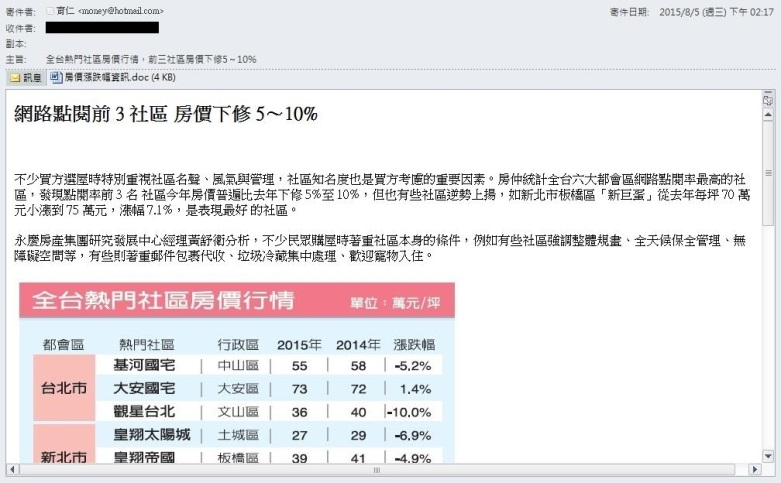 寄件者: 育仁 <money@hotmail.com> 寄件日期: 2015/8/5 (週三) 下午 02:17
收件者:
副本:
主旨: 全台熱門社區房價行情，前三社區房價下修5~10%
訊息 房價漲跌幅資訊.doc (4 KB)
網路點閱前 3 社區 房價下修 5～10%
不少買方選屋時特別重視社區名聲、風氣與管理，社區知名度也是買方考慮的重要因素。房仲統計全台六大都會區網路點閱率最高的社
區，發現點閱率前 3 名 社區今年房價普遍比去年下修 5%至 10%，但也有些社區逆勢上揚，如新北市板橋區「新巨蛋」從去年每坪 70 萬
元小漲到 75 萬元，漲幅 7.1%，是表現最好 的社區。
永慶房產集團研究發展中心經理黃舒衛分析，不少民眾購屋時著重社區本身的條件，例如有些社區強調整體規畫、全天候保全管理、無
障礙空間等，有些則著重郵件包裹代收、垃圾冷藏集中處理、歡迎寵物入住。
全台熱門社區房價行情 單位：萬元/坪
都會區 熱門社區 行政區 2015年 2014年 漲跌幅
台北市 基河國宅 中山區 55 58 -5.2%
大安國宅 大安區 73 72 1.4%
觀星台北 文山區 36 40 -10.0%
新北市 皇翔太陽城 土城區 27 29 -6.9%
皇翔帝國 板橋區 39 41 -4.9%